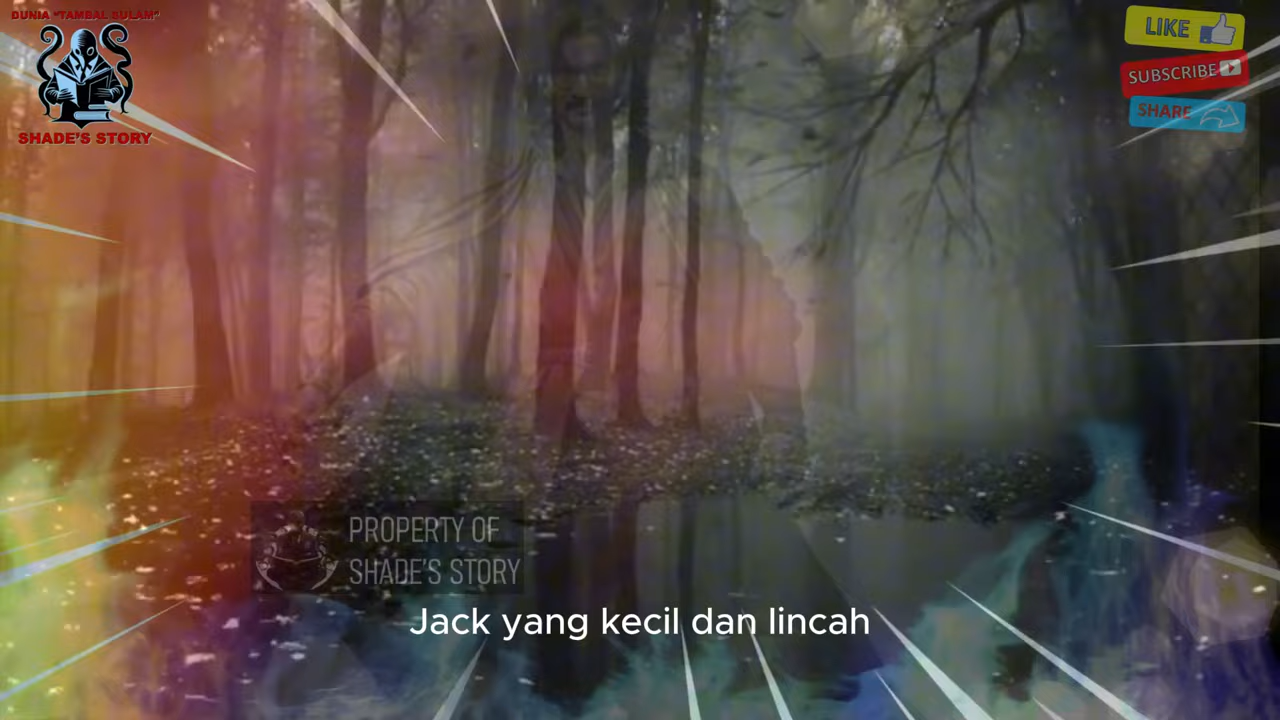 DUNIA "TAMBAL SULAM"
SHADE'S STORY
LIKE
SUBSCRIBE
SHARE
PROPERTY OF
SHADE'S STORY
Jack yang kecil dan lincah